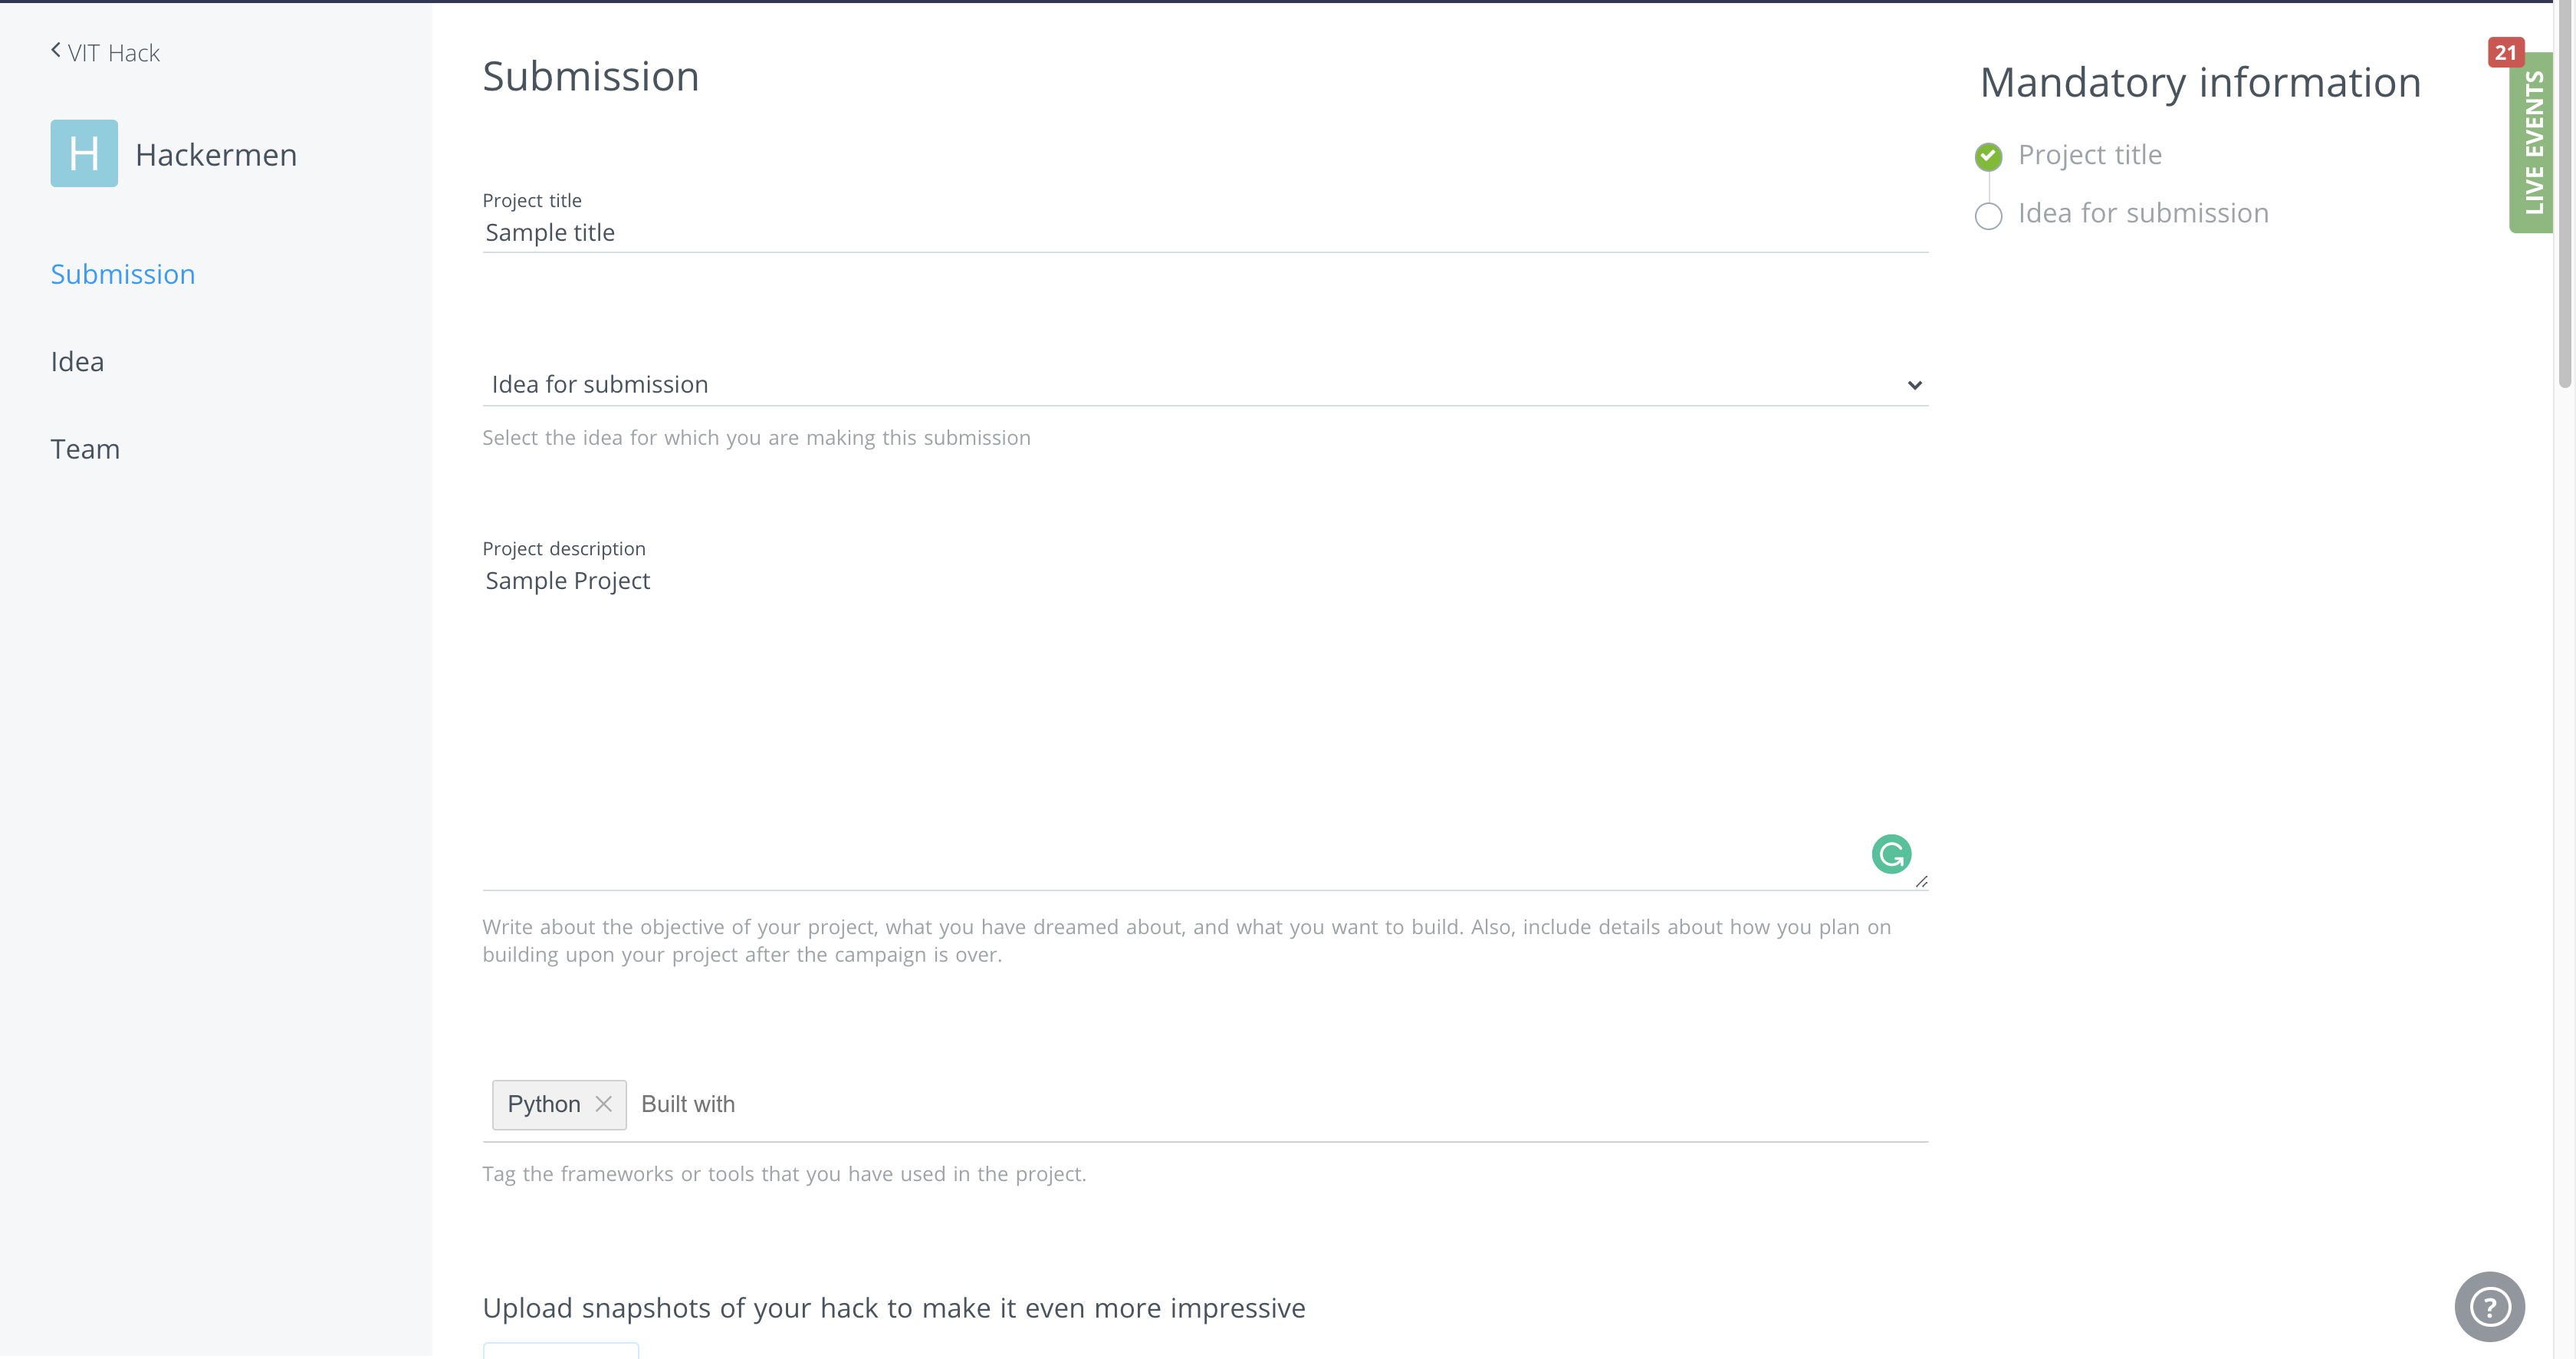 VIT Hack
H Hackermen
Submission
Idea
Team
Submission
Project title
Sample title
Idea for submission
Select the idea for which you are making this submission
Project description
Sample Project
Write about the objective of your project, what you have dreamed about, and what you want to build. Also, include details about how you plan on
building upon your project after the campaign is over.
Python Built with
Tag the frameworks or tools that you have used in the project.
Upload snapshots of your hack to make it even more impressive
Mandatory information
Project title
Idea for submission
21
LIVE EVENTS
?